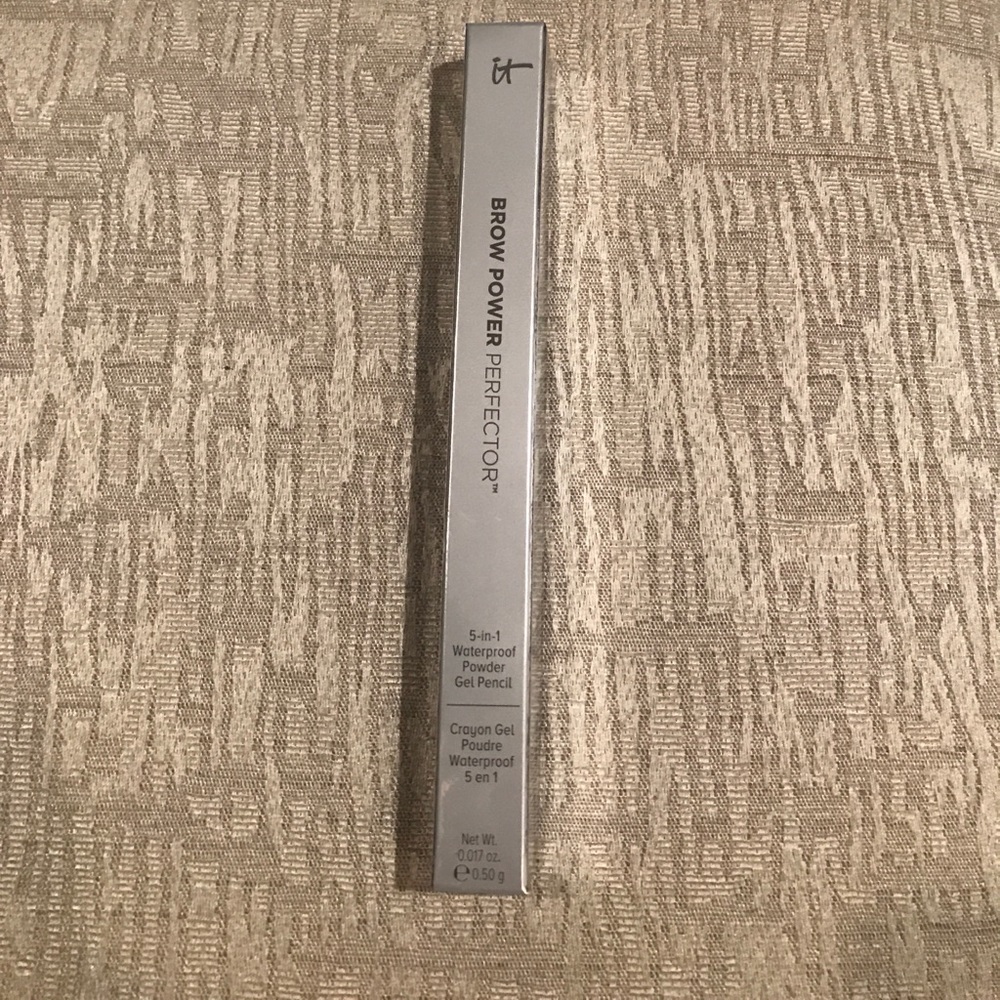 it
BROW POWER PERFECTOR™
5-in-1
Waterproof
Powder
Gel Pencil
Crayon Gel
Poudre
Waterproof
5 en 1
Net Wt.
0.017 oz.
℮ 0.50 g